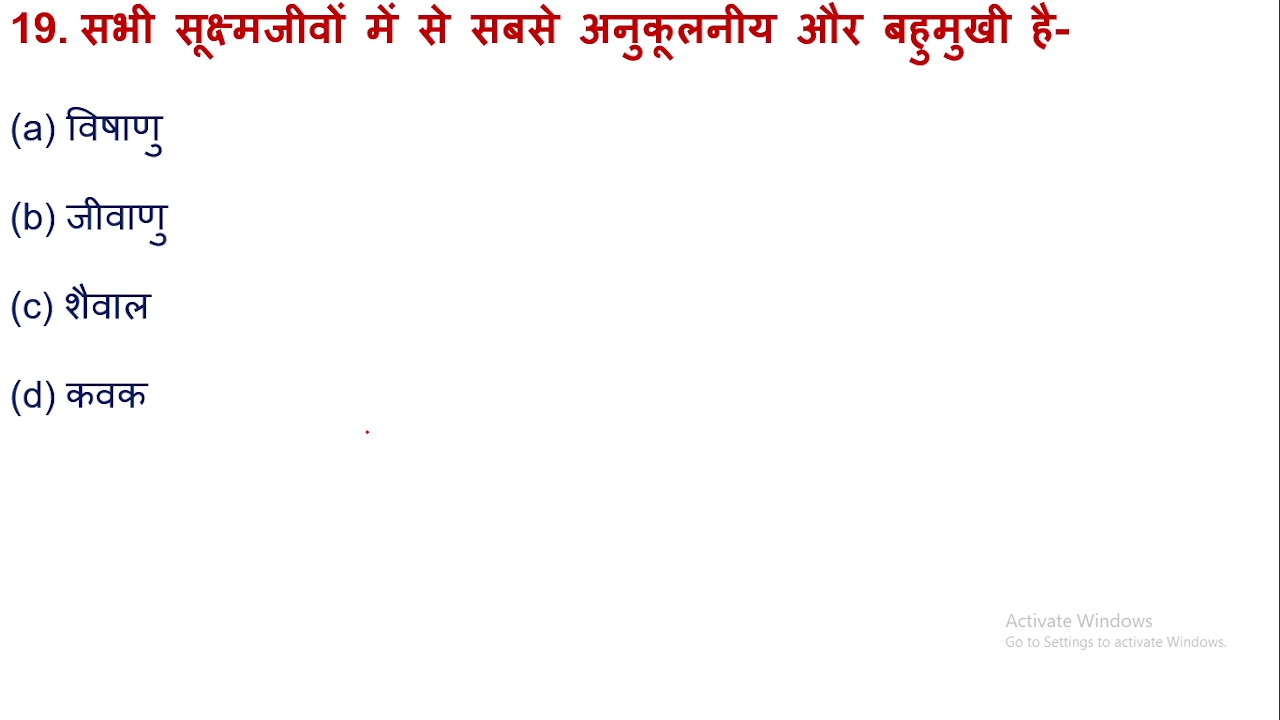 19. सभी सूक्ष्मजीवों में से सबसे अनुकूलनीय और बहुमुखी है-
(a) विषाणु
(b) जीवाणु
(c) शैवाल
(d) कवक
Activate Windows
Go to Settings to activate Windows.